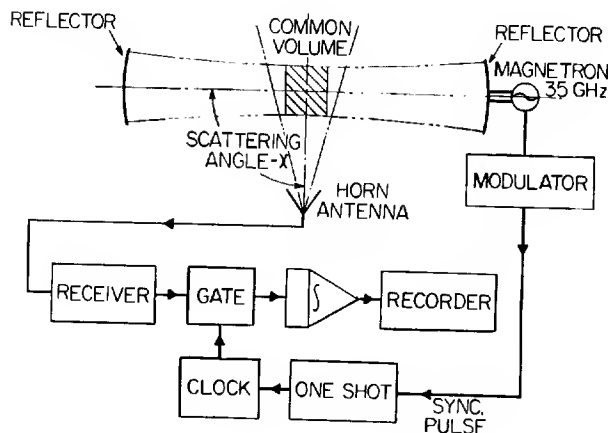 REFLECTOR
COMMON
VOLUME
REFLECTOR
MAGNETRON
35 GHz
SCATTERING
ANGLE-χ
HORN
ANTENNA
MODULATOR
RECEIVER
GATE
∫
RECORDER
CLOCK
ONE SHOT
SYNC.
PULSE